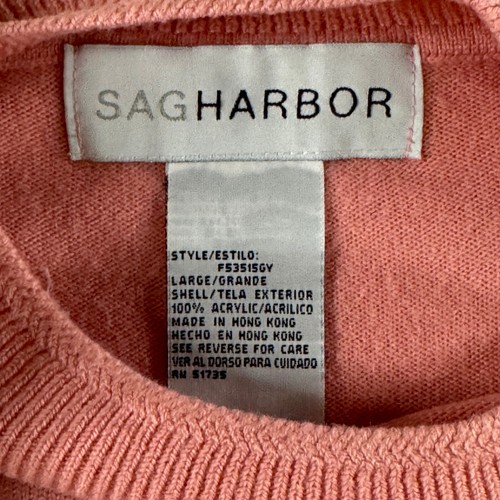 SAGHARBOR
STYLE/ESTILO:
F53515GY
LARGE/GRANDE
SHELL/TELA EXTERIOR
100% ACRYLIC/ACRILICO
MADE IN HONG KONG
HECHO EN HONG KONG
SEE REVERSE FOR CARE
VER AL DORSO PARA CUIDADO
RN 51735